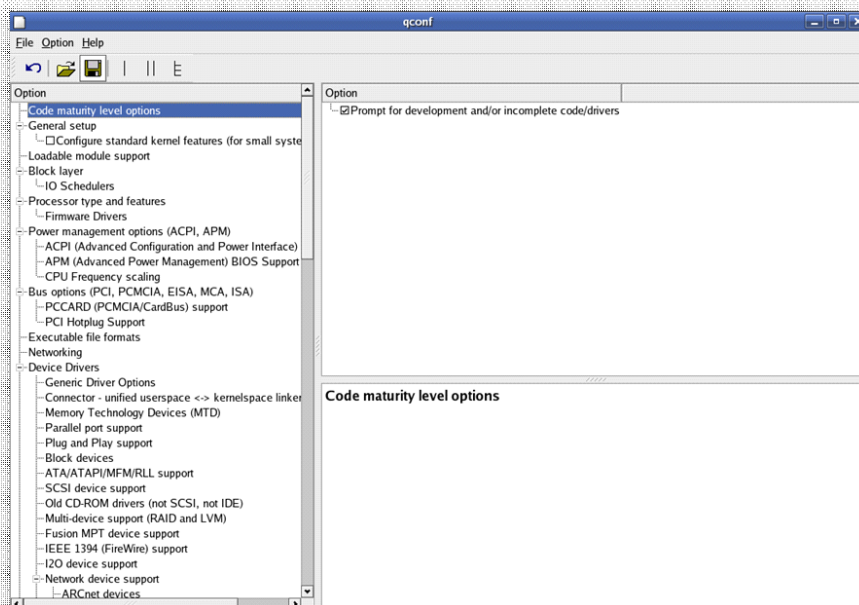 qconf
File Option Help
Option
Code maturity level options
General setup
Configure standard kernel features (for small syste
Loadable module support
Block layer
IO Schedulers
Processor type and features
Firmware Drivers
Power management options (ACPI, APM)
ACPI (Advanced Configuration and Power Interface)
APM (Advanced Power Management) BIOS Support
CPU Frequency scaling
Bus options (PCI, PCMCIA, EISA, MCA, ISA)
PCCARD (PCMCIA/CardBus) support
PCI Hotplug Support
Executable file formats
Networking
Device Drivers
Generic Driver Options
Connector - unified userspace <-> kernelspace linker
Memory Technology Devices (MTD)
Parallel port support
Plug and Play support
Block devices
ATA/ATAPI/MFM/RLL support
SCSI device support
Old CD-ROM drivers (not SCSI, not IDE)
Multi-device support (RAID and LVM)
Fusion MPT device support
IEEE 1394 (FireWire) support
I2O device support
Network device support
ARCnet devices
Option
Prompt for development and/or incomplete code/drivers
Code maturity level options